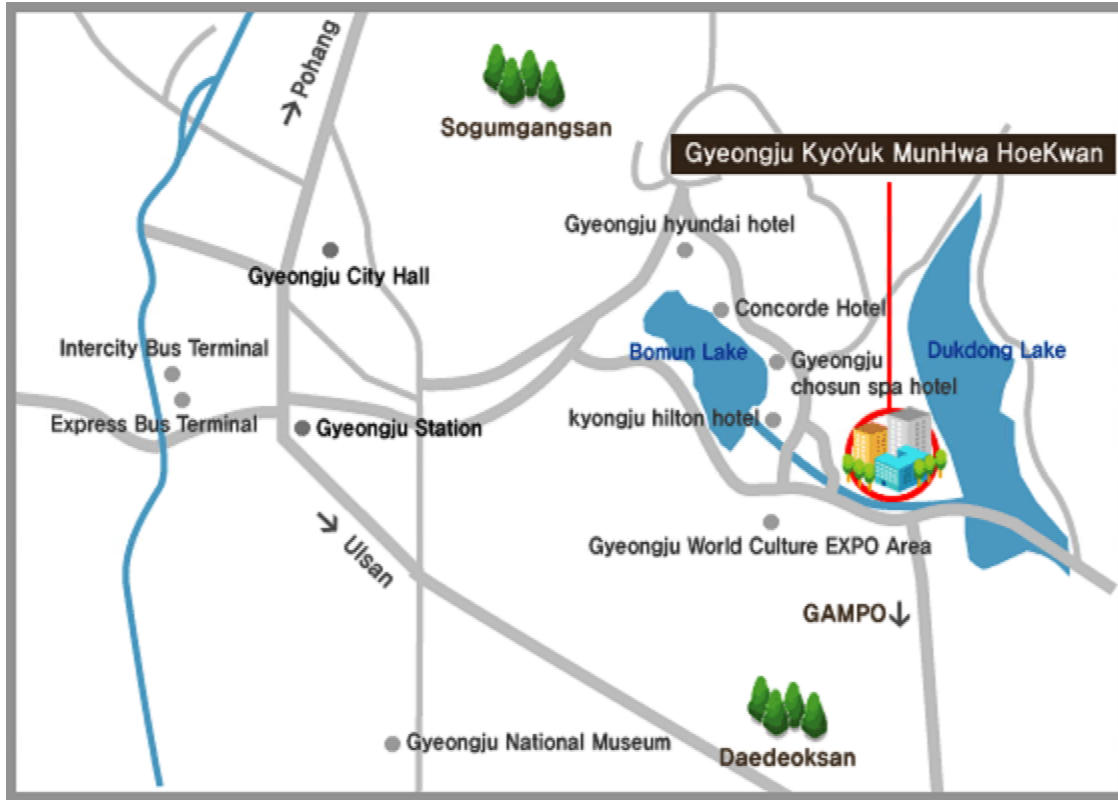 Pohang
Sogumgangsan
Gyeongju KyoYuk MunHwa HoeKwan
Gyeongju hyundai hotel
Gyeongju City Hall
Concorde Hotel
Intercity Bus Terminal
Bomun Lake
Gyeongju
chosun spa hotel
Dukdong Lake
Express Bus Terminal
Gyeongju Station
kyongju hilton hotel
Ulsan
Gyeongju World Culture EXPO Area
GAMPO
Gyeongju National Museum
Daedeoksan